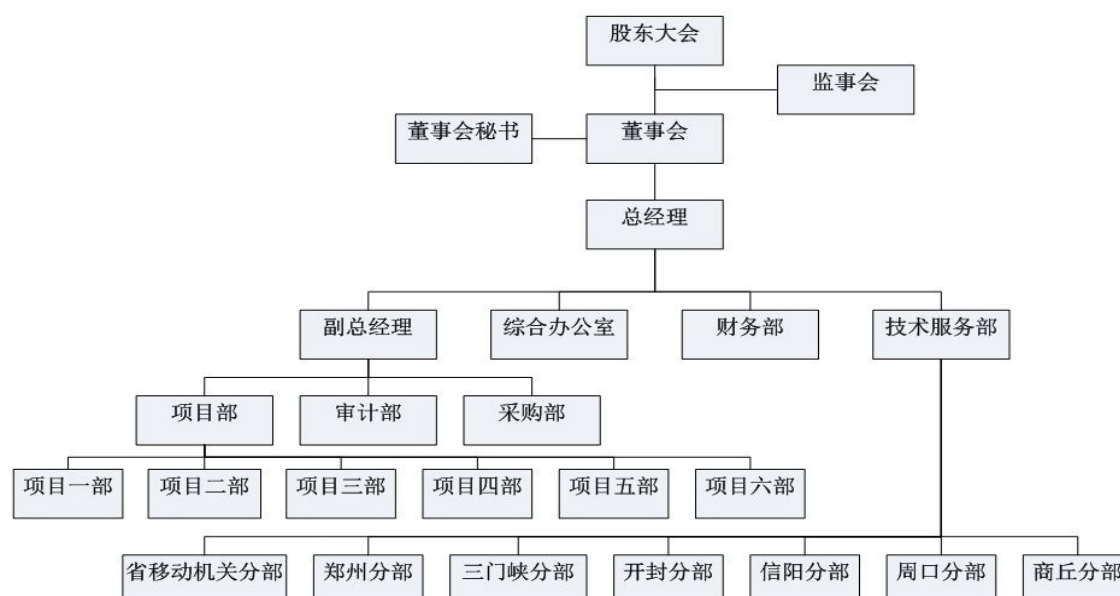 股东大会
监事会
董事会秘书
董事会
总经理
副总经理
综合办公室
财务部
技术服务部
项目部
审计部
采购部
项目一部
项目二部
项目三部
项目四部
项目五部
项目六部
省移动机关分部
郑州分部
三门峡分部
开封分部
信阳分部
周口分部
商丘分部